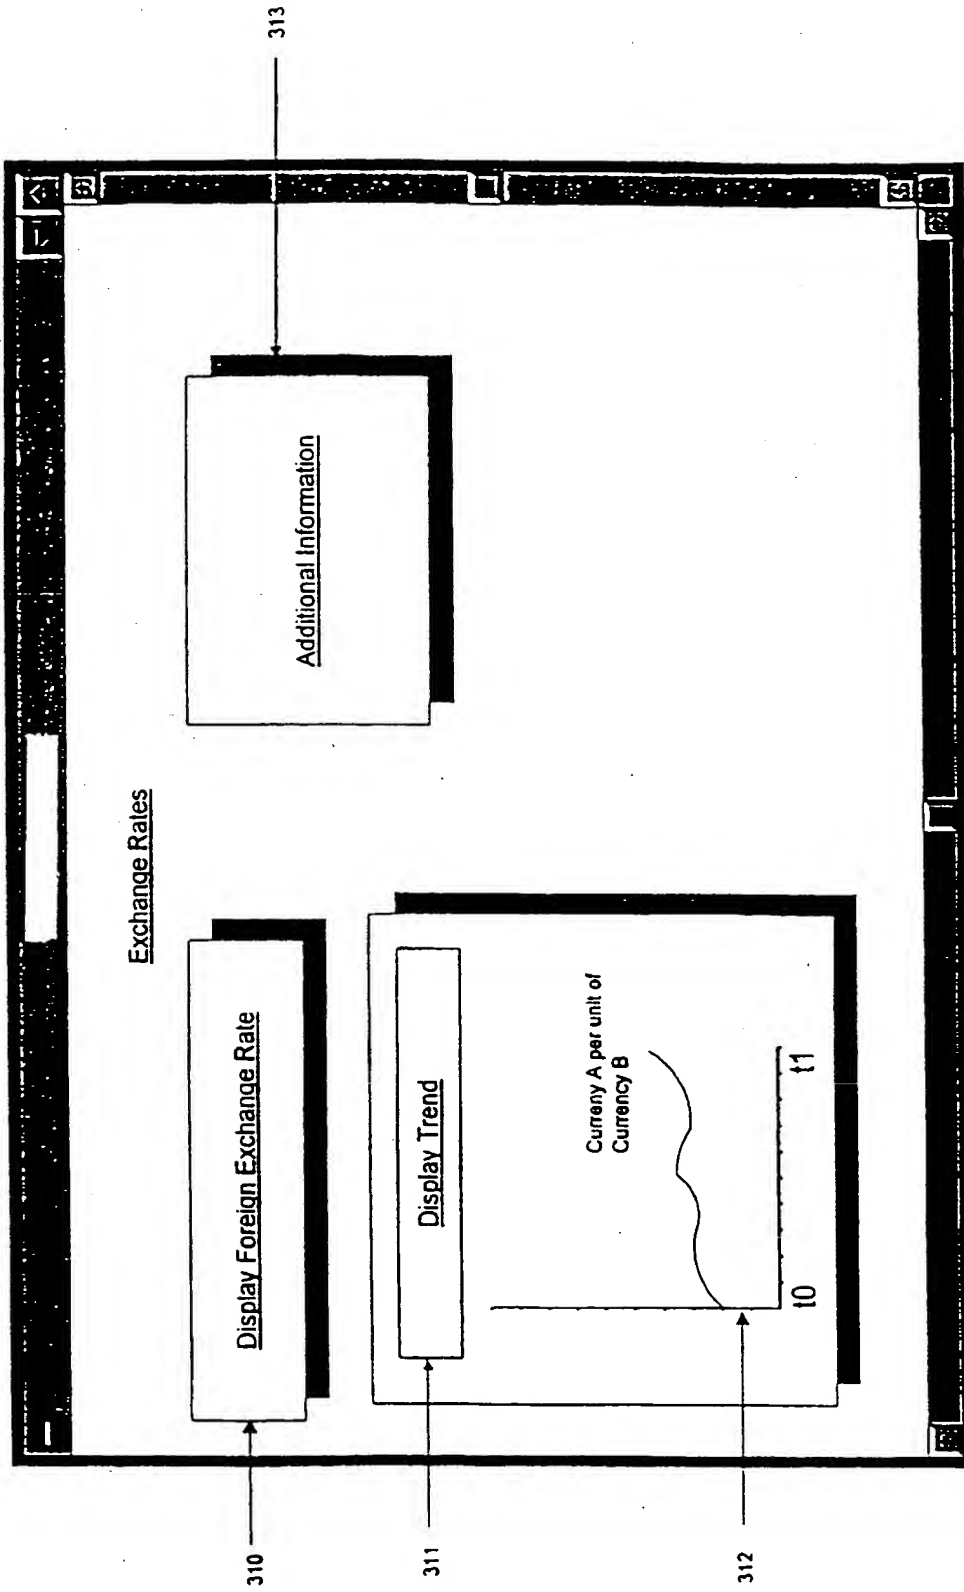 Exchange Rates
310
Display Foreign Exchange Rate
Additional Information
313
311
Display Trend
Curreny A per unit of
Currency B
312
t0
t1